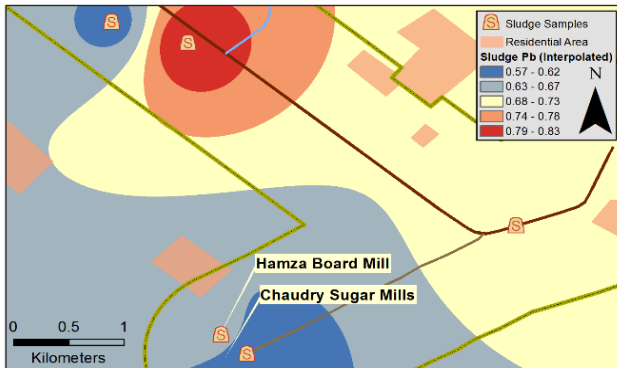 S
S
S
S
S
Sludge Samples
Residential Area
Sludge Pb (Interpolated)
0.57 - 0.62
0.63 - 0.67
0.68 - 0.73
0.74 - 0.78
0.79 - 0.83
N
S
Hamza Board Mill
Chaudry Sugar Mills
0 0.5 1
Kilometers